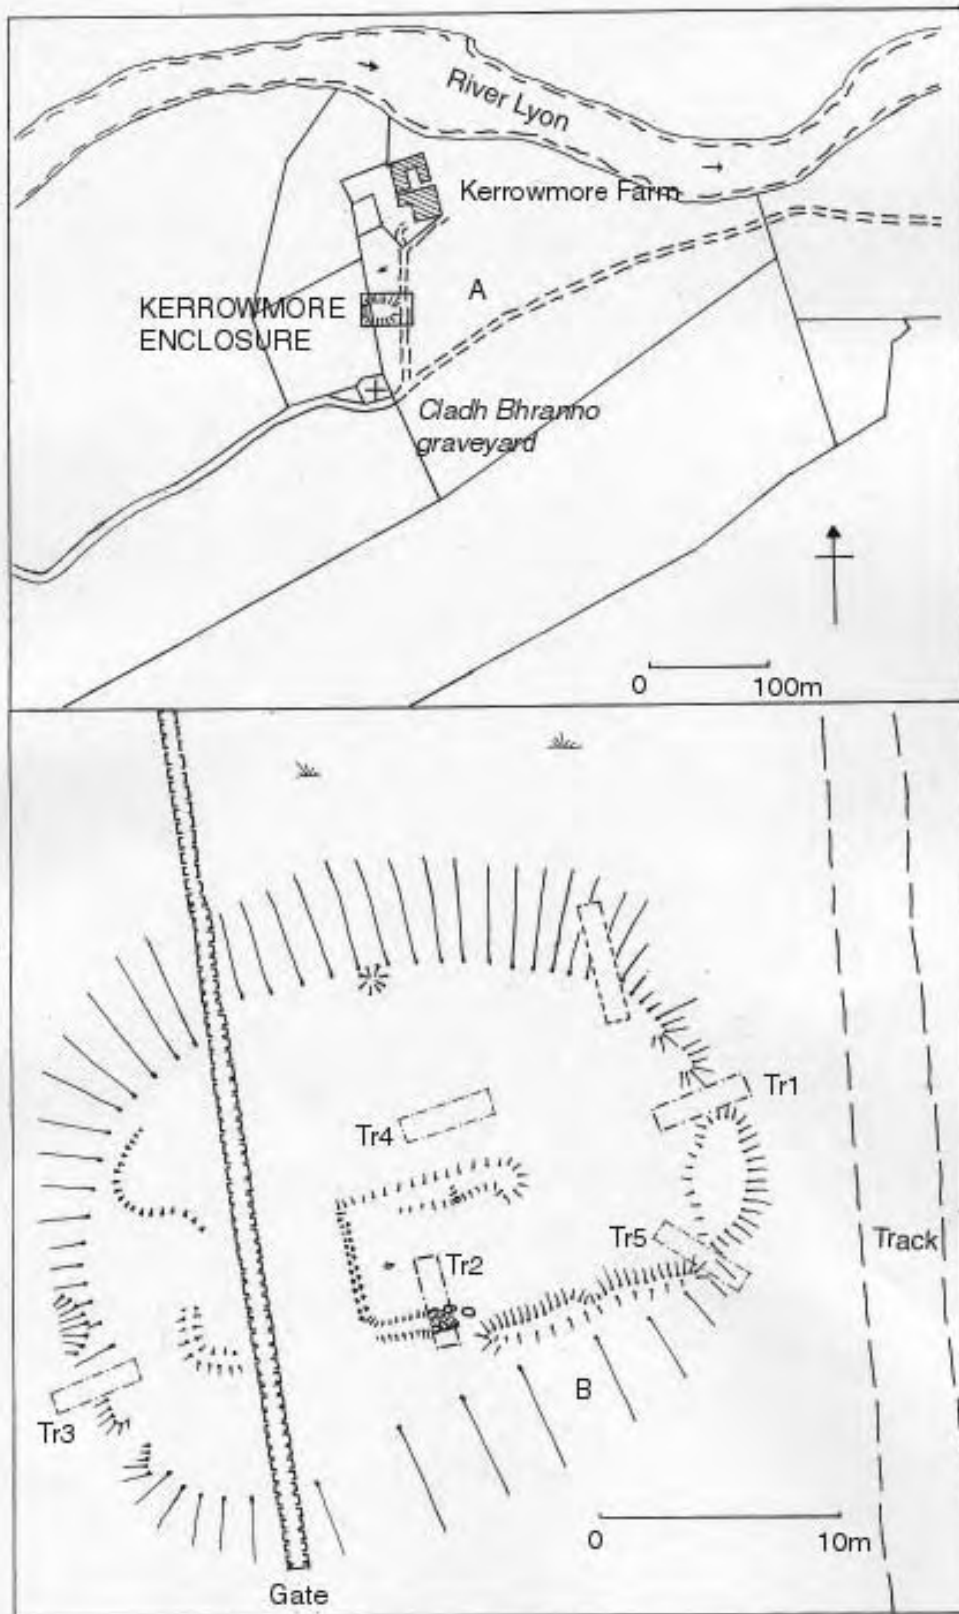 River Lyon
Kerrowmore Farm
A
KERROWMORE
ENCLOSURE
Cladh Bhranno
graveyard
0 100m
Tr1
Tr4
Tr5
Track
Tr2
B
Tr3
0 10m
Gate